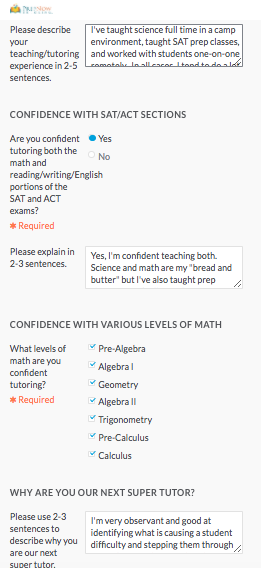 Please describe
your
teaching/tutoring
experience in 2-5
sentences.
I've taught science full time in a camp
environment, taught SAT prep classes,
and worked with students one-on-one
remotely. In all cases, I tend to do a lot
CONFIDENCE WITH SAT/ACT SECTIONS
Are you confident
tutoring both the
math and
reading/writing/English
portions of the
SAT and ACT
exams?
✱ Required
Yes
No
Please explain in
2-3 sentences.
Yes, I'm confident teaching both.
Science and math are my "bread and
butter" but I've also taught prep
CONFIDENCE WITH VARIOUS LEVELS OF MATH
What levels of
math are you
confident
tutoring?
✱ Required
Pre-Algebra
Algebra I
Geometry
Algebra II
Trigonometry
Pre-Calculus
Calculus
WHY ARE YOU OUR NEXT SUPER TUTOR?
Please use 2-3
sentences to
describe why you
are our next
super tutor.
I'm very observant and good at
identifying what is causing a student
difficulty and stepping them through